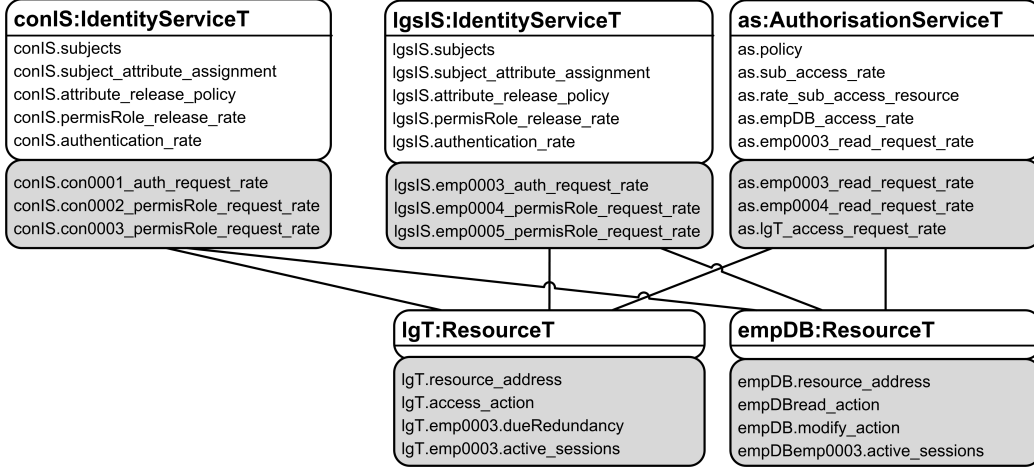 conIS:IdentityServiceT
conIS.subjects
conIS.subject_attribute_assignment
conIS.attribute_release_policy
conIS.permisRole_release_rate
conIS.authentication_rate
conIS.con0001_auth_request_rate
conIS.con0002_permisRole_request_rate
conIS.con0003_permisRole_request_rate
lgsIS:IdentityServiceT
lgsIS.subjects
lgsIS.subject_attribute_assignment
lgsIS.attribute_release_policy
lgsIS.permisRole_release_rate
lgsIS.authentication_rate
lgsIS.emp0003_auth_request_rate
lgsIS.emp0004_permisRole_request_rate
lgsIS.emp0005_permisRole_request_rate
as:AuthorisationServiceT
as.policy
as.sub_access_rate
as.rate_sub_access_resource
as.empDB_access_rate
as.emp0003_read_request_rate
as.emp0003_read_request_rate
as.emp0004_read_request_rate
as.lgT_access_request_rate
lgT:ResourceT
lgT.resource_address
lgT.access_action
lgT.emp0003.dueRedundancy
lgT.emp0003.active_sessions
empDB:ResourceT
empDB.resource_address
empDBread_action
empDB.modify_action
empDBemp0003.active_sessions